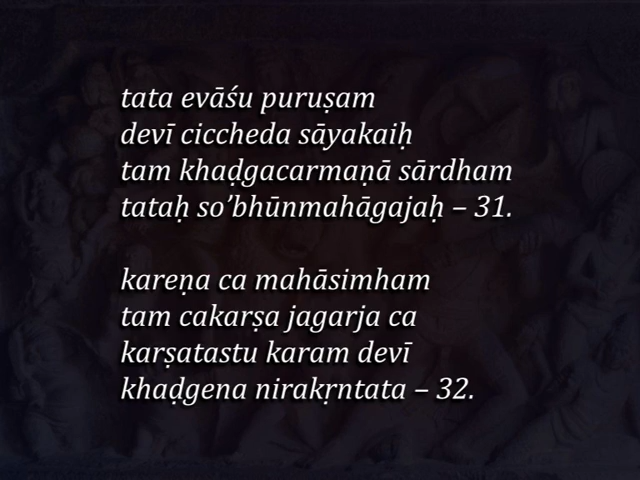 tata evāśu puruṣam
devī ciccheda sāyakaiḥ
tam khaḍgacarmaṇā sārdham
tataḥ so’bhūnmahāgajaḥ – 31.
kareṇa ca mahāsimham
tam cakarṣa jagarja ca
karṣatastu karam devī
khaḍgena nirakṛntata – 32.